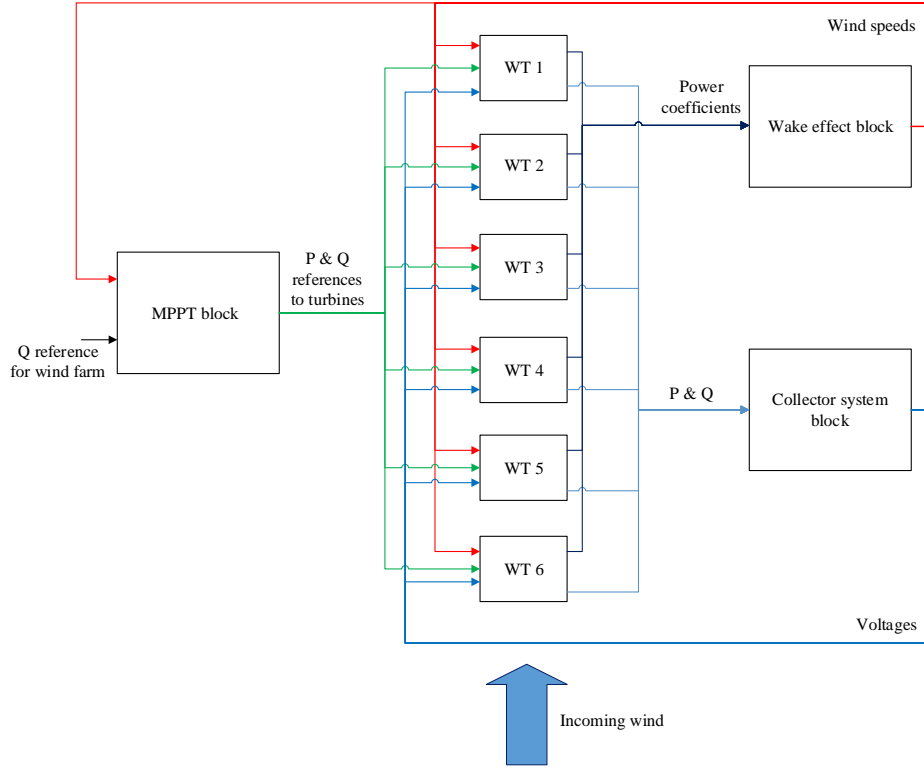 Wind speeds
WT 1
Power
coefficients
Wake effect block
WT 2
P & Q
references
to turbines
WT 3
MPPT block
Q reference
for wind farm
WT 4
P & Q
Collector system
block
WT 5
WT 6
Voltages
Incoming wind